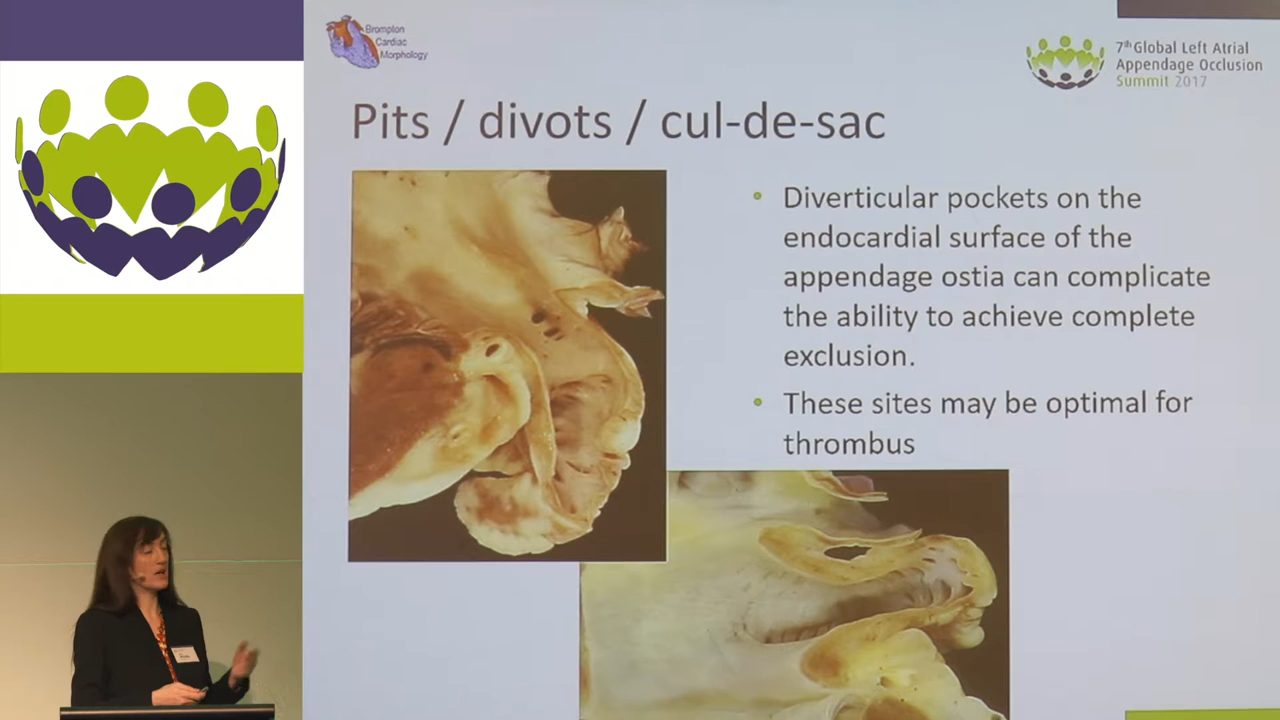 Brompton
Cardiac
Morphology
7th Global Left Atrial
Appendage Occlusion
Summit 2017
Pits / divots / cul-de-sac
• Diverticular pockets on the
endocardial surface of the
appendage ostia can complicate
the ability to achieve complete
exclusion.
• These sites may be optimal for
thrombus